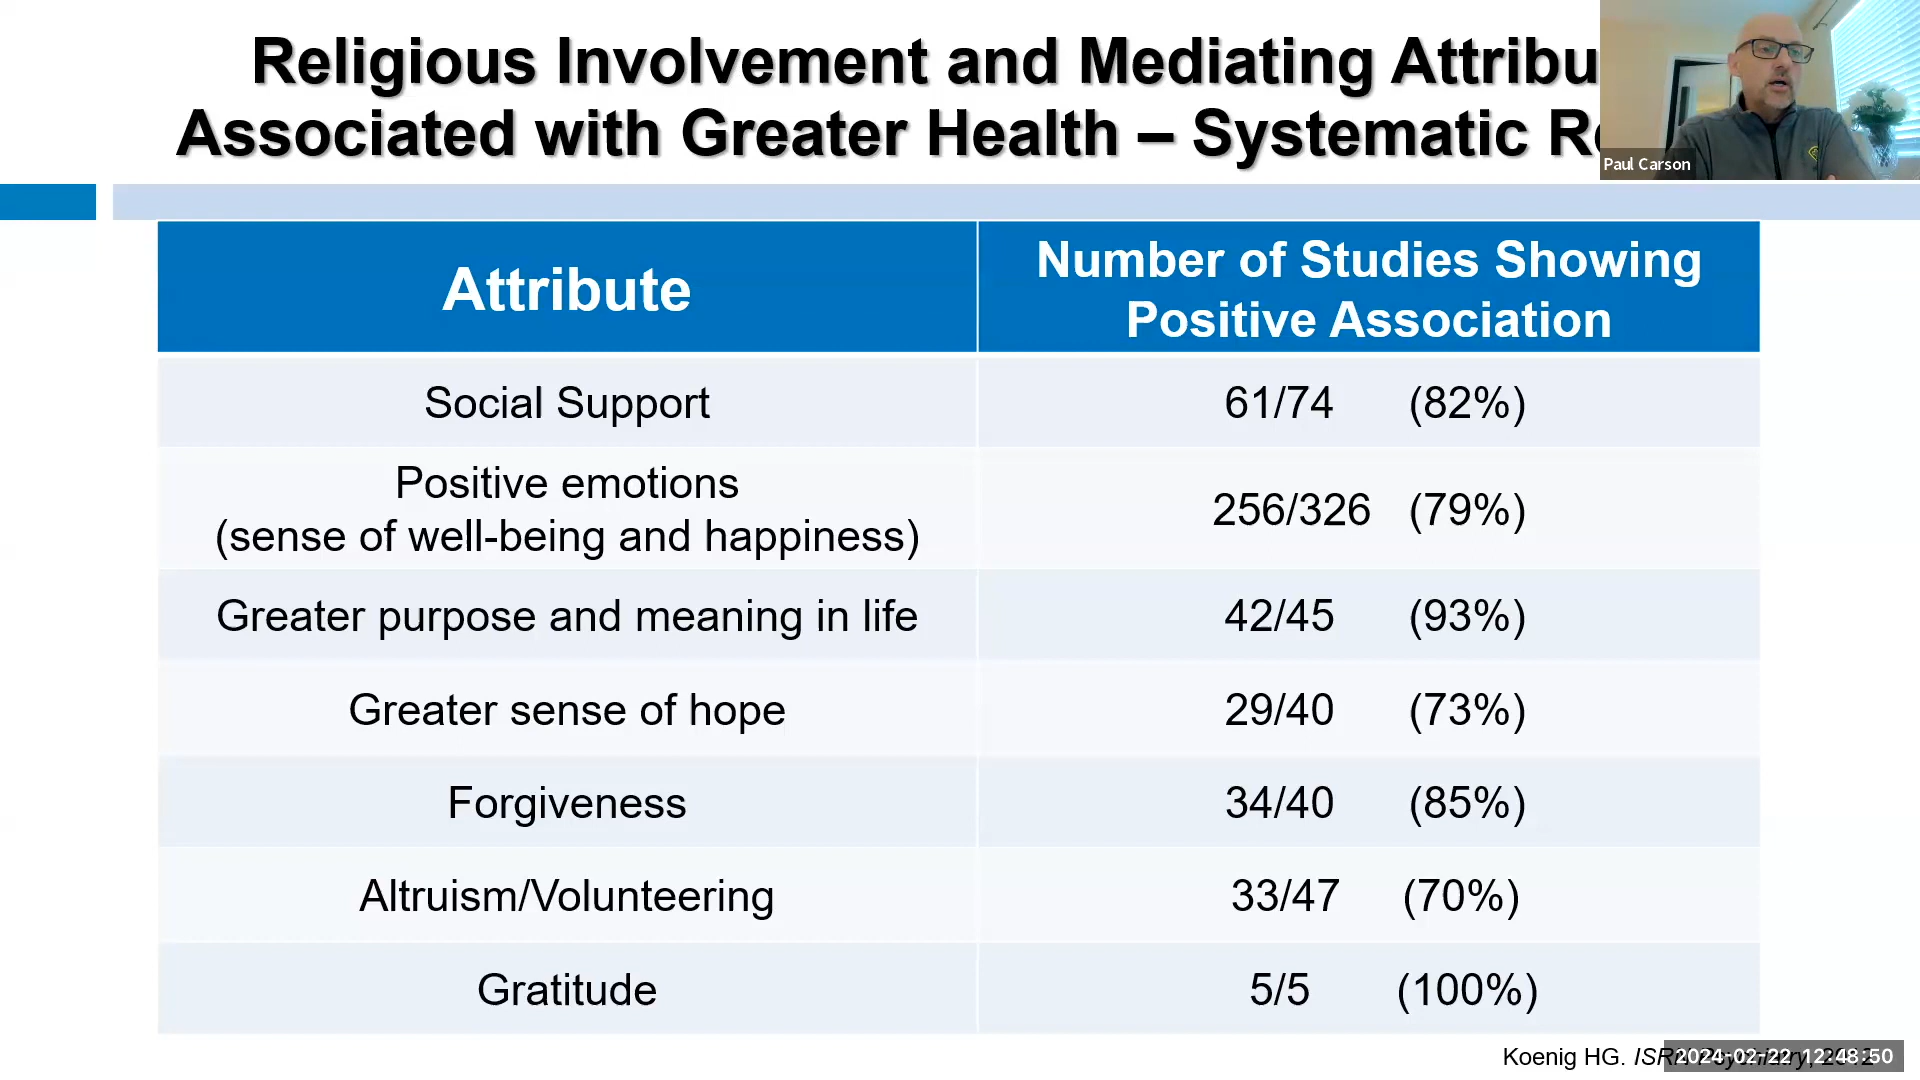 Religious Involvement and Mediating
Associated with Greater Health – Systematic
Paul Carson
Attribute
Number of Studies Showing
Positive Association
Social Support
61/74 (82%)
Positive emotions
(sense of well-being and happiness)
256/326 (79%)
Greater purpose and meaning in life
42/45 (93%)
Greater sense of hope
29/40 (73%)
Forgiveness
34/40 (85%)
Altruism/Volunteering
33/47 (70%)
Gratitude
5/5 (100%)
Koenig HG.
2024-02-22 12:48:50